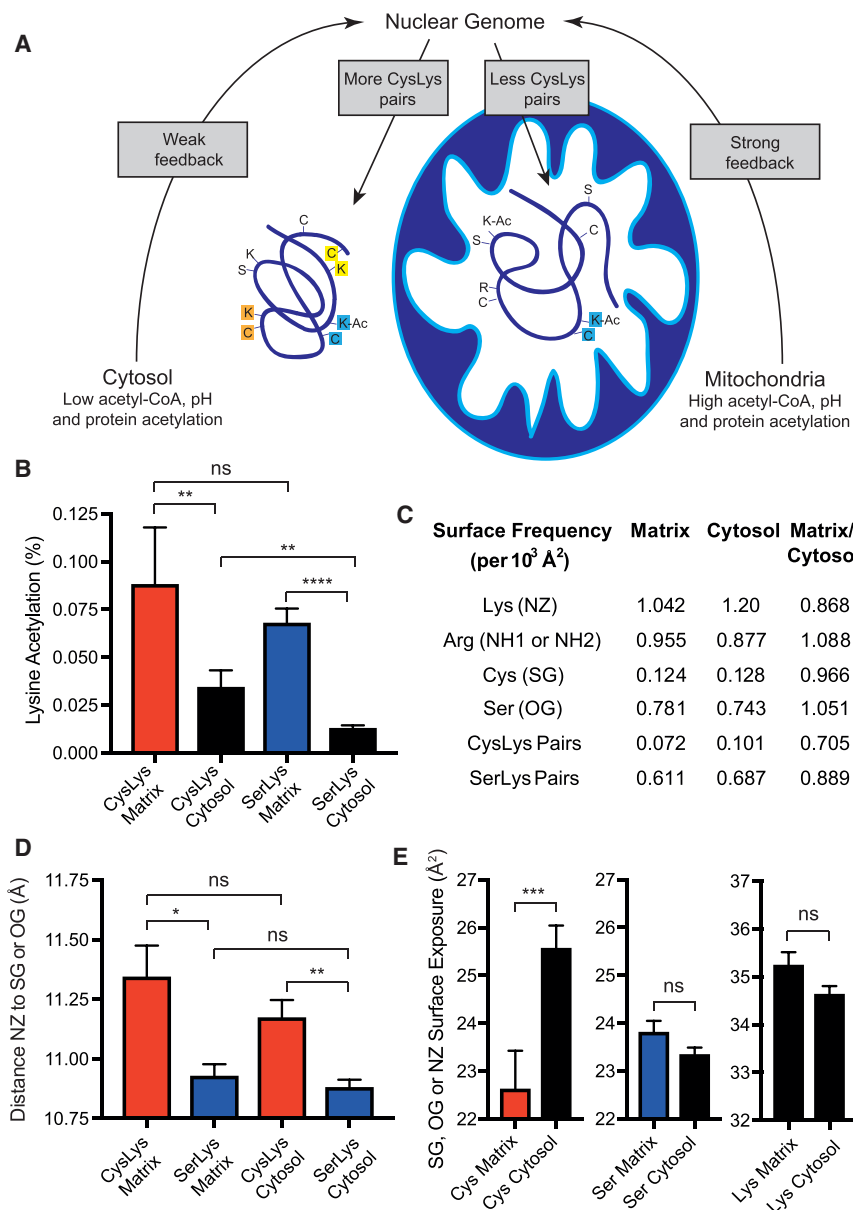 A
Nuclear Genome
More CysLys
pairs
Less CysLys
pairs
Weak
feedback
Strong
feedback
C
C
K
K
S
K
C
K-Ac
C
S
K-Ac
S
C
R
C
K-Ac
C
Cytosol
Low acetyl-CoA, pH
and protein acetylation
Mitochondria
High acetyl-CoA, pH
and protein acetylation
B
Lysine Acetylation (%)
0.125
0.100
0.075
0.050
0.025
0.000
ns
**
**
****
CysLys
Matrix
CysLys
Cytosol
SerLys
Matrix
SerLys
Cytosol
C
Surface Frequency Matrix Cytosol Matrix/
(per 10³ Å²) Cytoso
Lys (NZ) 1.042 1.20 0.868
Arg (NH1 or NH2) 0.955 0.877 1.088
Cys (SG) 0.124 0.128 0.966
Ser (OG) 0.781 0.743 1.051
CysLys Pairs 0.072 0.101 0.705
SerLys Pairs 0.611 0.687 0.889
D
Distance NZ to SG or OG (Å)
11.75
11.50
11.25
11.00
10.75
ns
*
ns
**
CysLys
Matrix
SerLys
Matrix
CysLys
Cytosol
SerLys
Cytosol
E
SG, OG or NZ Surface Exposure (Å²)
27
26
25
24
23
22
***
Cys Matrix
Cys Cytosol
27
26
25
24
23
22
ns
Ser Matrix
Ser Cytosol
37
36
35
34
33
32
ns
Lys Matrix
Lys Cytosol